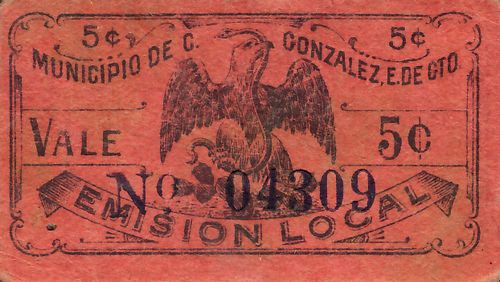 5¢ 5¢
MUNICIPIO DE C. GONZALEZ, E. DE GTO
VALE 5¢
Nº 04309
EMISION LOCAL